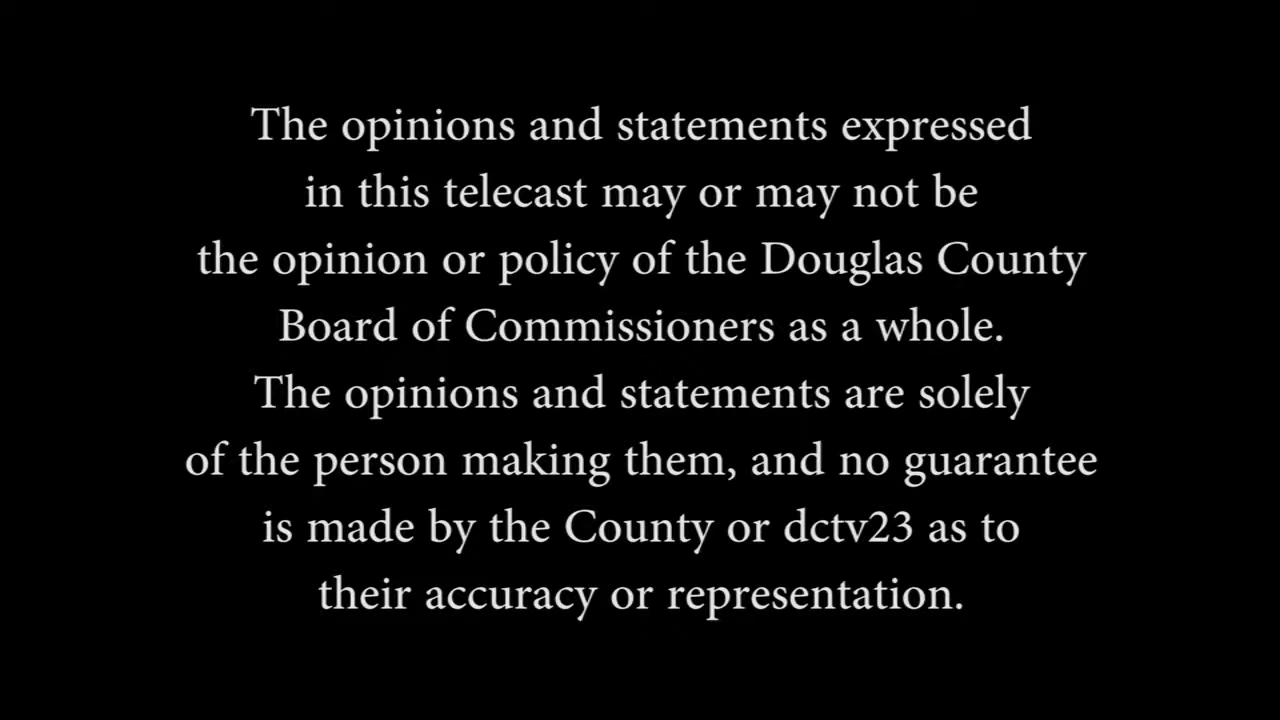 The opinions and statements expressed
in this telecast may or may not be
the opinion or policy of the Douglas County
Board of Commissioners as a whole.
The opinions and statements are solely
of the person making them, and no guarantee
is made by the County or dctv23 as to
their accuracy or representation.